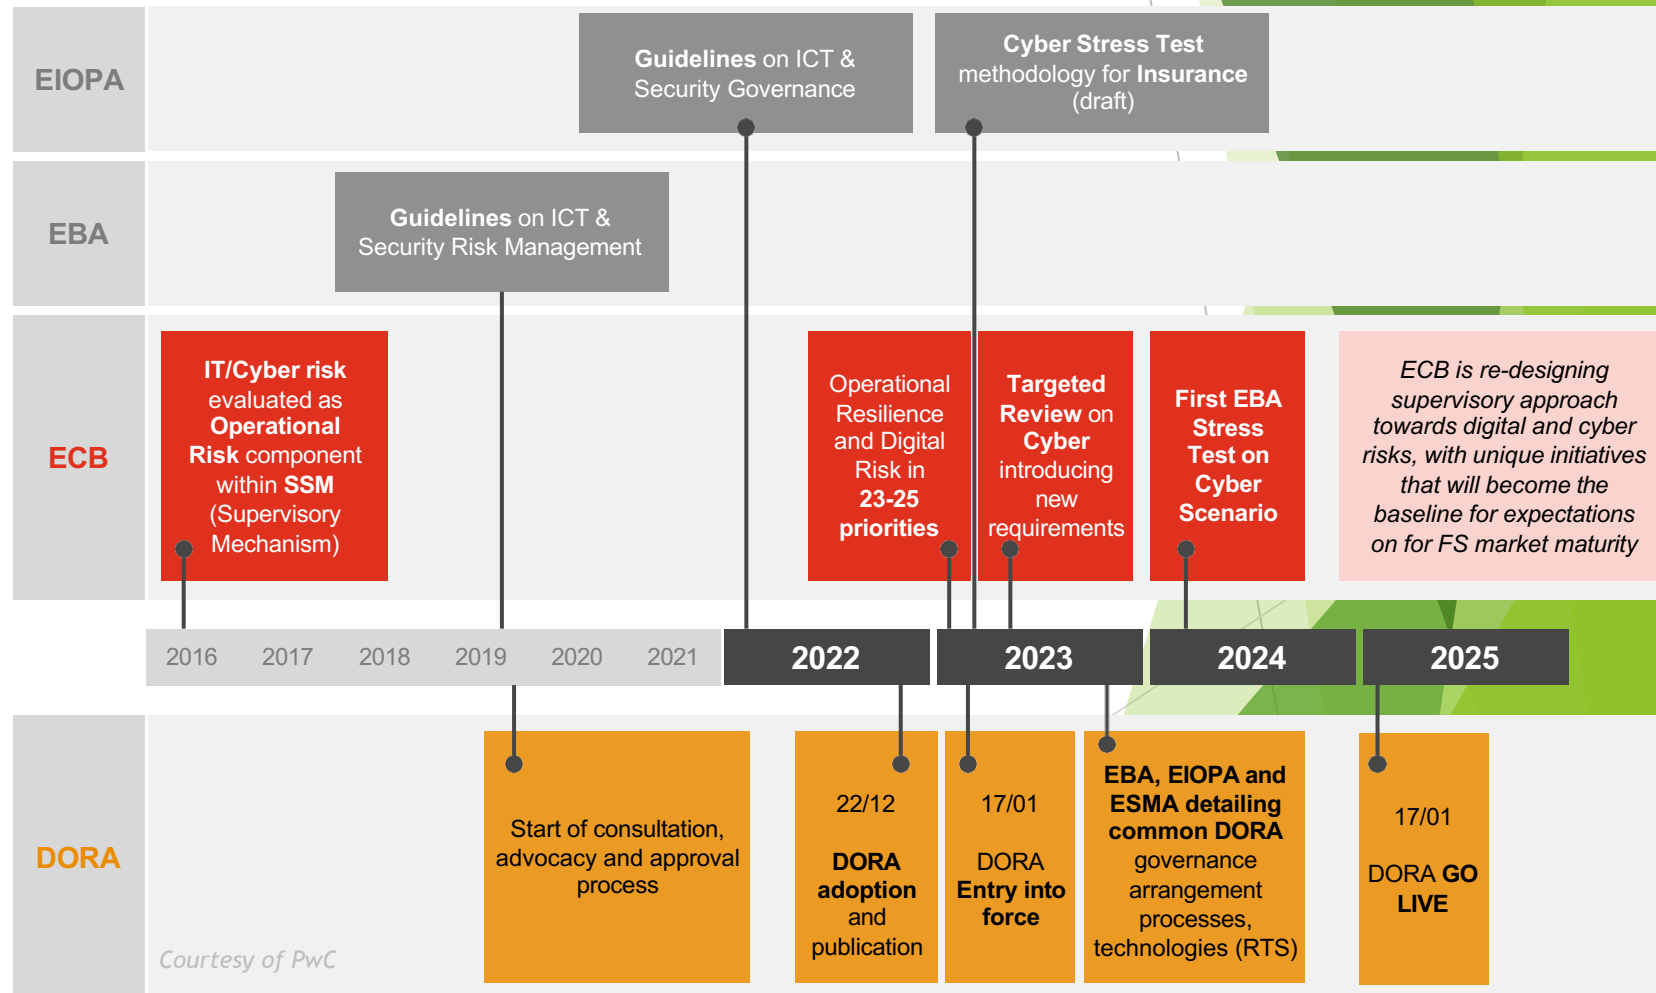 EIOPA
Guidelines on ICT &
Security Governance
Cyber Stress Test
methodology for Insurance
(draft)
EBA
Guidelines on ICT &
Security Risk Management
ECB
IT/Cyber risk
evaluated as
Operational
Risk component
within SSM
(Supervisory
Mechanism)
Operational
Resilience
and Digital
Risk in
23-25
priorities
Targeted
Review on
Cyber
introducing
new
requirements
First EBA
Stress
Test on
Cyber
Scenario
ECB is re-designing
supervisory approach
towards digital and cyber
risks, with unique initiatives
that will become the
baseline for expectations
on for FS market maturity
2016 2017 2018 2019 2020 2021 2022 2023 2024 2025
DORA
Start of consultation,
advocacy and approval
process
22/12
DORA
adoption
and
publication
17/01
DORA
Entry into
force
EBA, EIOPA and
ESMA detailing
common DORA
governance
arrangement
processes,
technologies (RTS)
17/01
DORA GO
LIVE
Courtesy of PwC